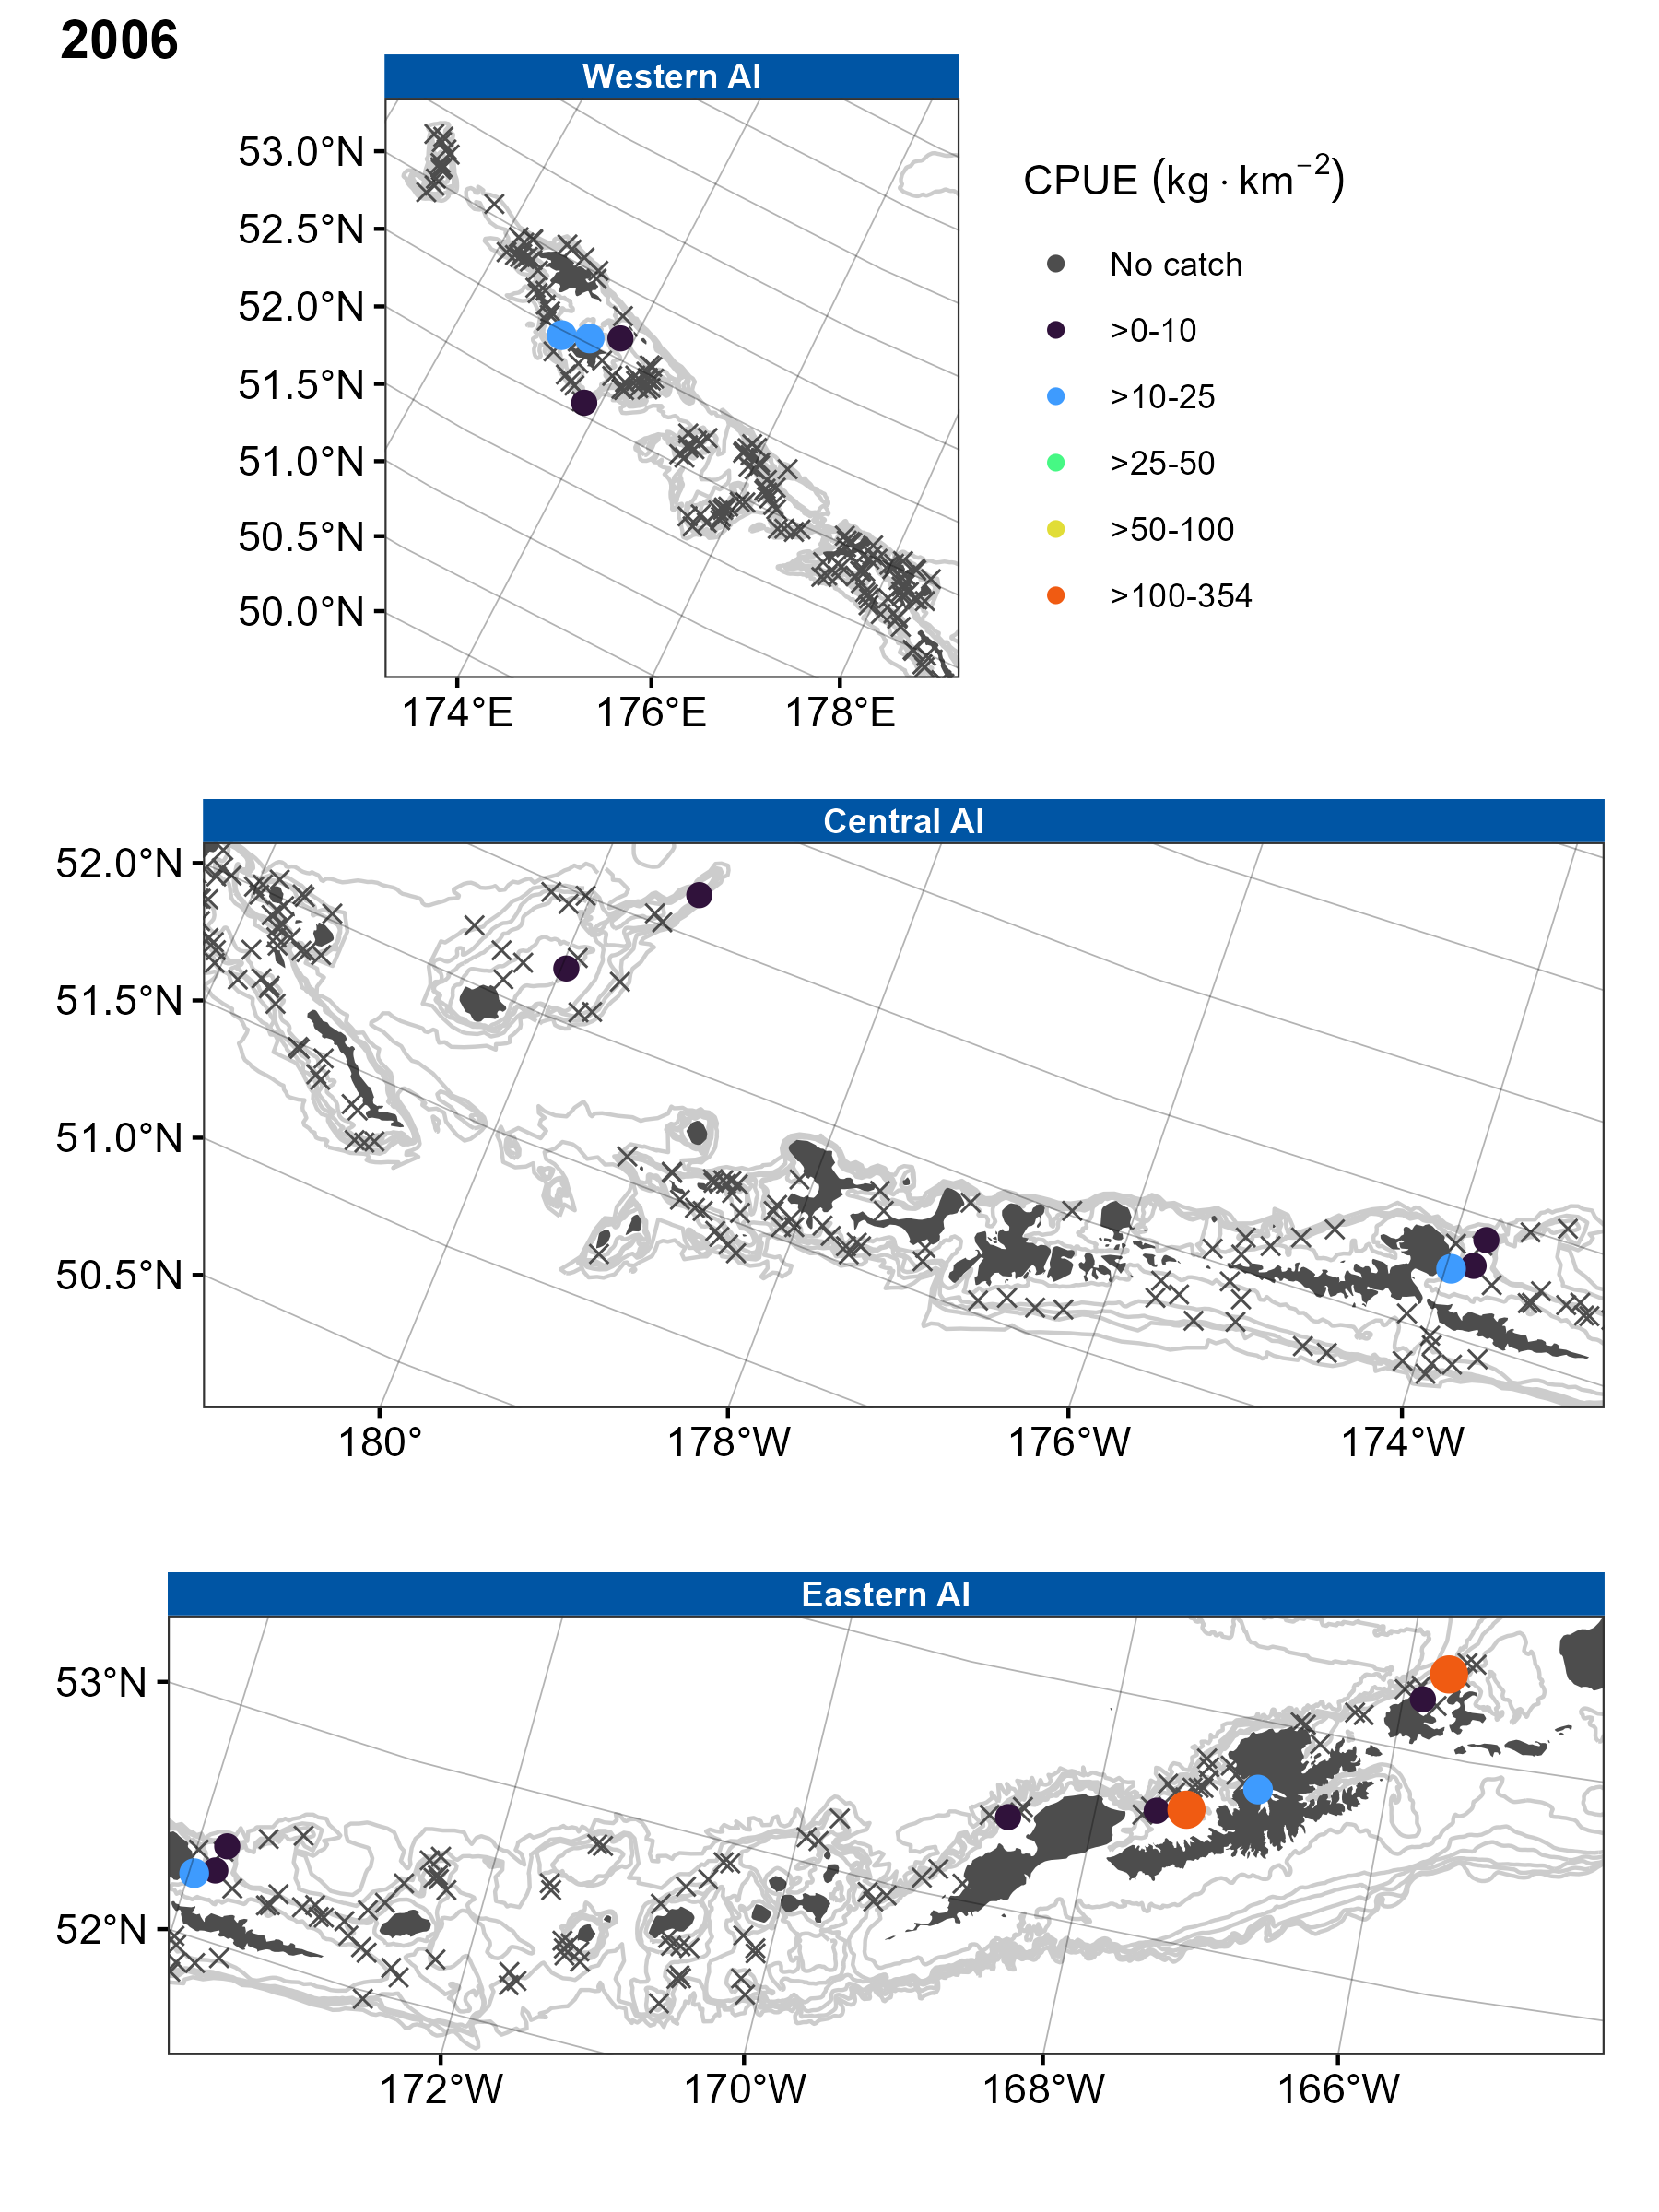 2006
Western AI
53.0°N
52.5°N
52.0°N
51.5°N
51.0°N
50.5°N
50.0°N
174°E 176°E 178°E
CPUE (kg · km⁻²)
No catch
>0-10
>10-25
>25-50
>50-100
>100-354
Central AI
52.0°N
51.5°N
51.0°N
50.5°N
180° 178°W 176°W 174°W
Eastern AI
53°N
52°N
172°W 170°W 168°W 166°W